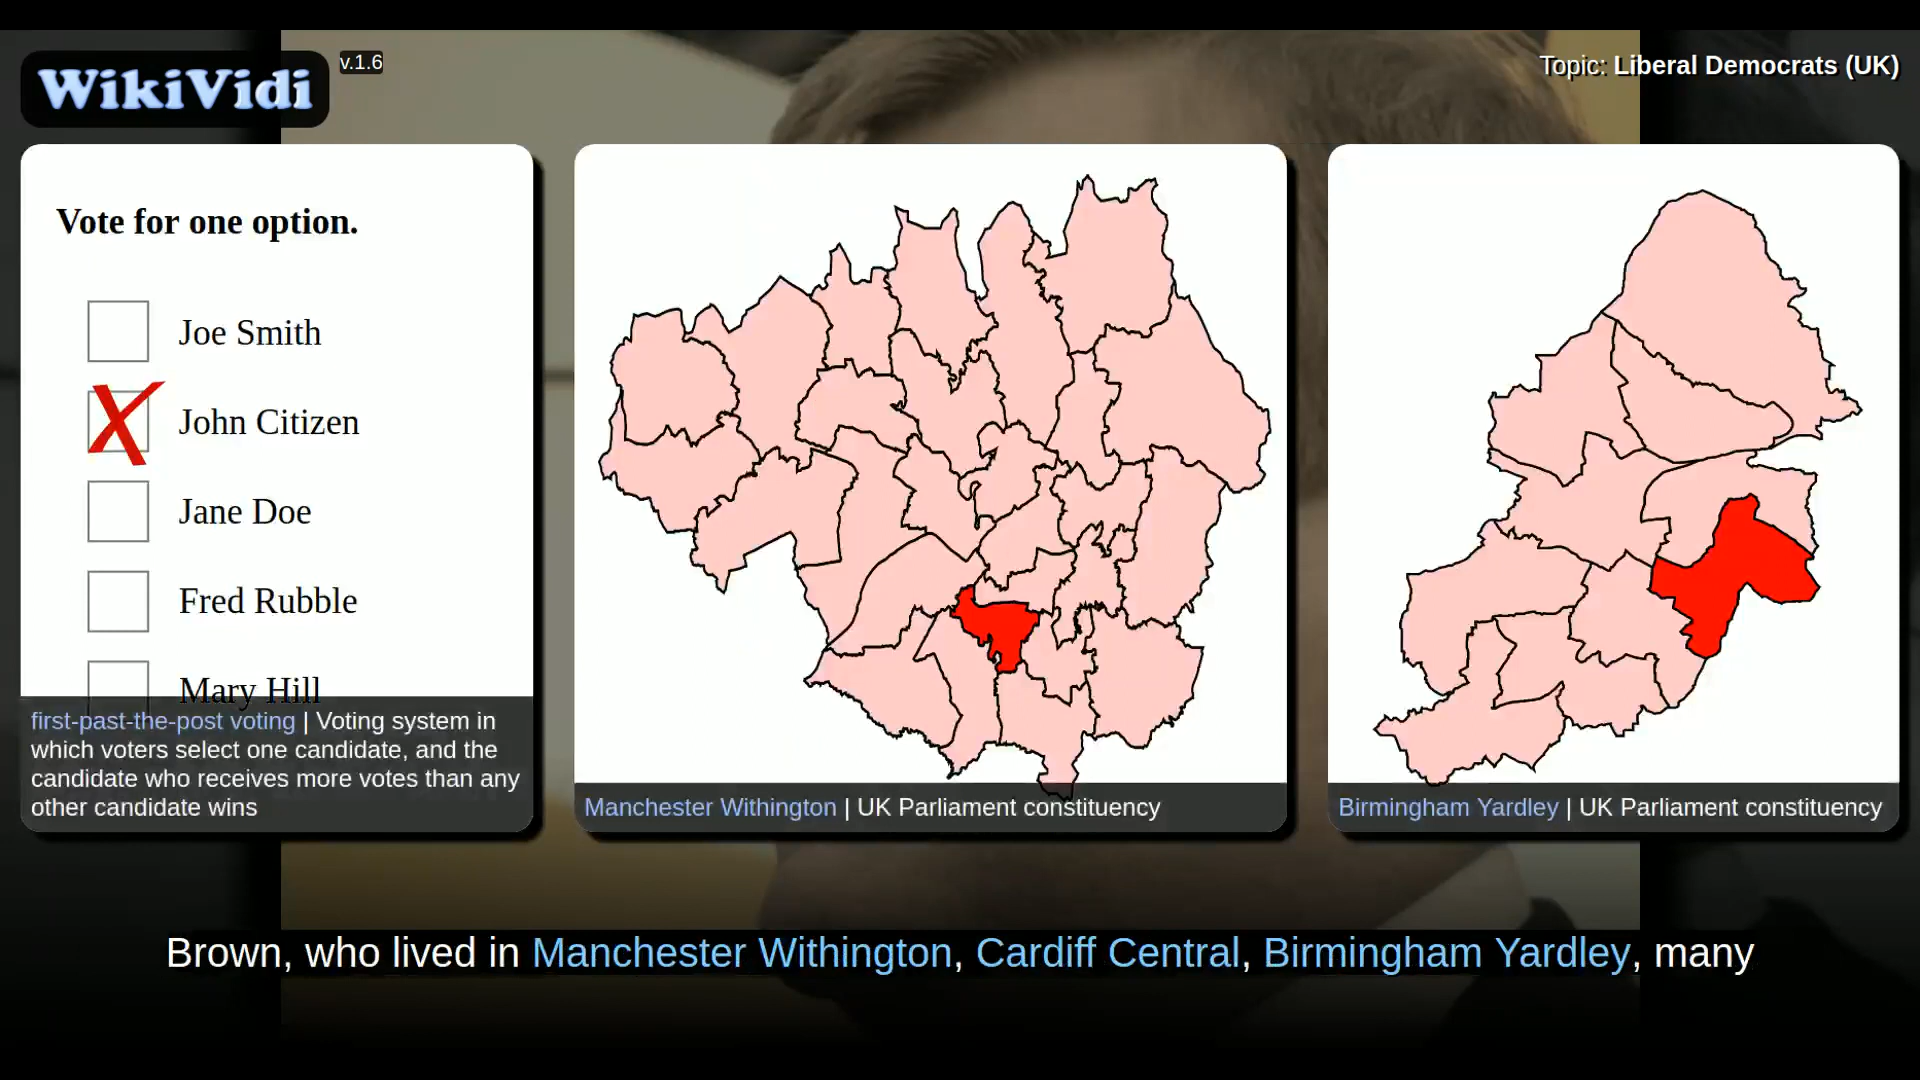 WikiVidi
v.1.6
Topic: Liberal Democrats (UK)
Vote for one option.
Joe Smith
John Citizen
Jane Doe
Fred Rubble
Mary Hill
first-past-the-post voting | Voting system in
which voters select one candidate, and the
candidate who receives more votes than any
other candidate wins
Manchester Withington | UK Parliament constituency
Birmingham Yardley | UK Parliament constituency
Brown, who lived in Manchester Withington, Cardiff Central, Birmingham Yardley, many